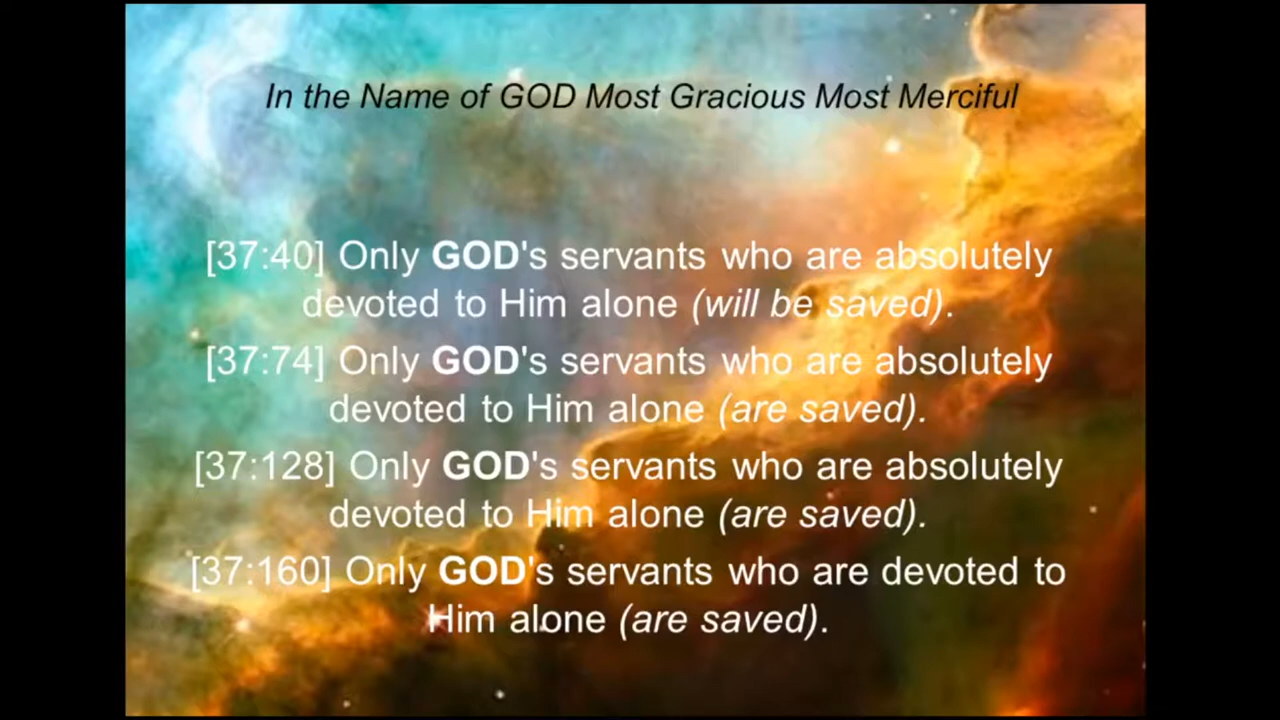 In the Name of GOD Most Gracious Most Merciful
[37:40] Only GOD's servants who are absolutely
devoted to Him alone (will be saved).
[37:74] Only GOD's servants who are absolutely
devoted to Him alone (are saved).
[37:128] Only GOD's servants who are absolutely
devoted to Him alone (are saved).
[37:160] Only GOD's servants who are devoted to
Him alone (are saved).